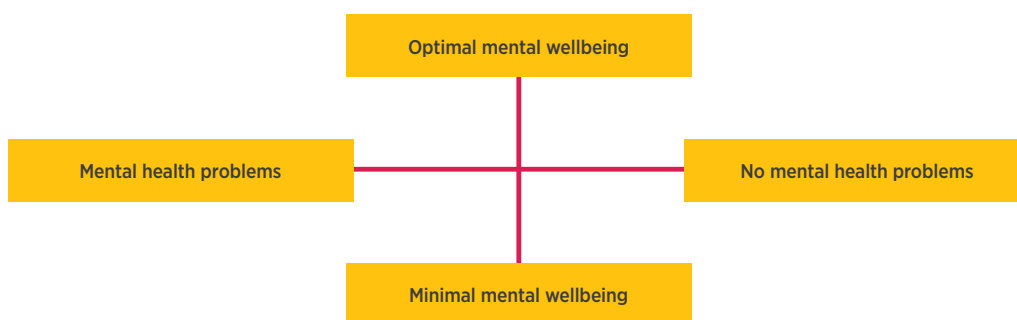 Optimal mental wellbeing
Mental health problems
No mental health problems
Minimal mental wellbeing